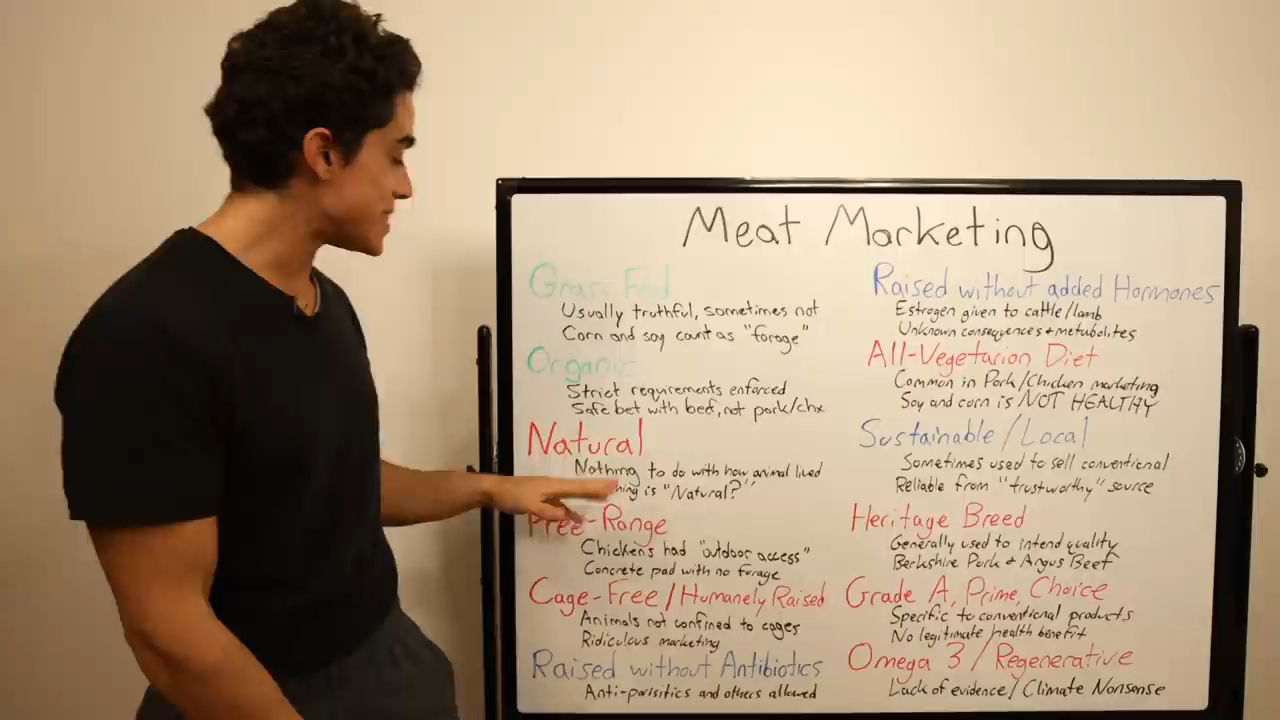 Meat Marketing
Grass Fed
Usually truthful, sometimes not
Corn and soy count as "forage"
Organic
Strict requirements enforced
Safe bet with beef, not pork/chx
Natural
Nothing to do with how animal lived
is "Natural?"
Free-Range
Chickens had "outdoor access"
Concrete pad with no forage
Cage-Free / Humanely Raised
Animals not confined to cages
Ridiculous marketing
Raised without Antibiotics
Anti-parisitics and others allowed
Raised without added Hormones
Estrogen given to cattle/lamb
Unknown consequences + metabolites
All-Vegetarian Diet
Common in Pork/Chicken marketing
Soy and corn is NOT HEALTHY
Sustainable / Local
Sometimes used to sell conventional
Reliable from "trustworthy" source
Heritage Breed
Generally used to intend quality
Berkshire Pork + Angus Beef
Grade A, Prime, Choice
Specific to conventional products
No legitimate health benefit
Omega 3 / Regenerative
Lack of evidence / Climate Nonsense